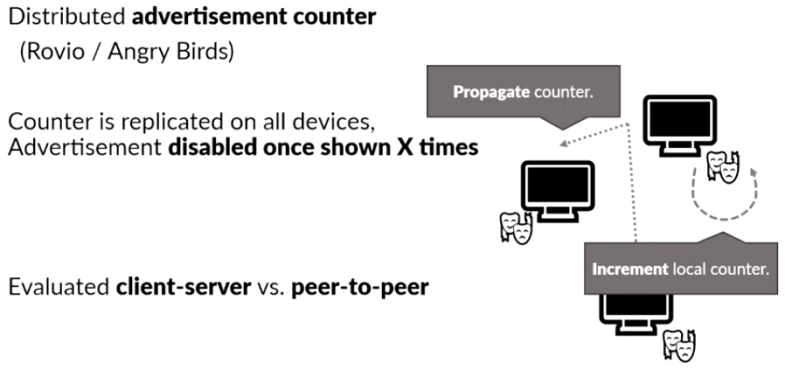 Distributed advertisement counter
(Rovio / Angry Birds)
Propagate counter.
Counter is replicated on all devices,
Advertisement disabled once shown X times
Increment local counter.
Evaluated client-server vs. peer-to-peer